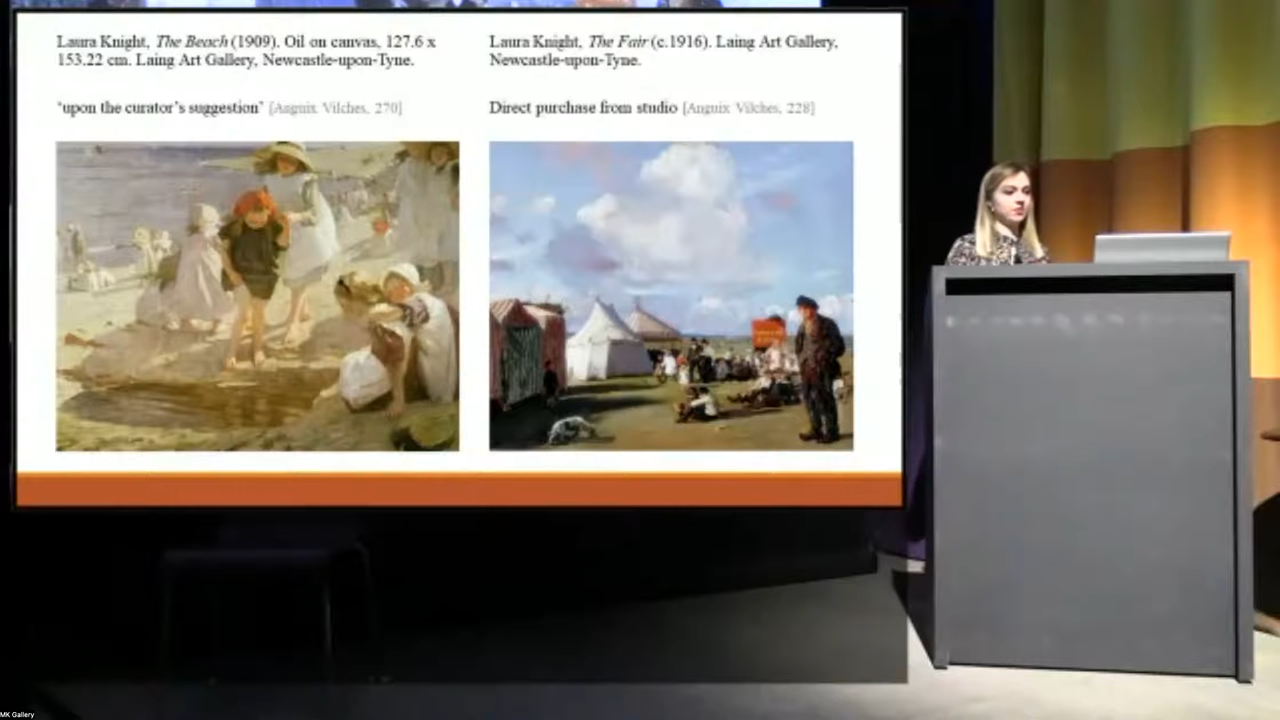 Laura Knight, The Beach (1909). Oil on canvas, 127.6 x
153.22 cm. Laing Art Gallery, Newcastle-upon-Tyne.
'upon the curator's suggestion' [Anguix Vilches, 270]
Laura Knight, The Fair (c.1916). Laing Art Gallery,
Newcastle-upon-Tyne.
Direct purchase from studio [Anguix Vilches, 228]
MK Gallery